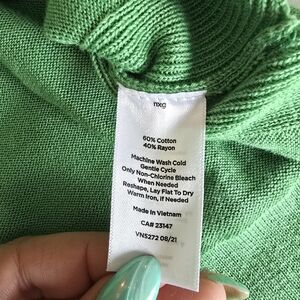 60% Cotton
40% Rayon
Machine Wash Cold
Gentle Cycle
Only Non-Chlorine Bleach
When Needed
Reshape, Lay Flat To Dry
Warm Iron, If Needed
Made In Vietnam
CA# 23147
VN5272 08/21